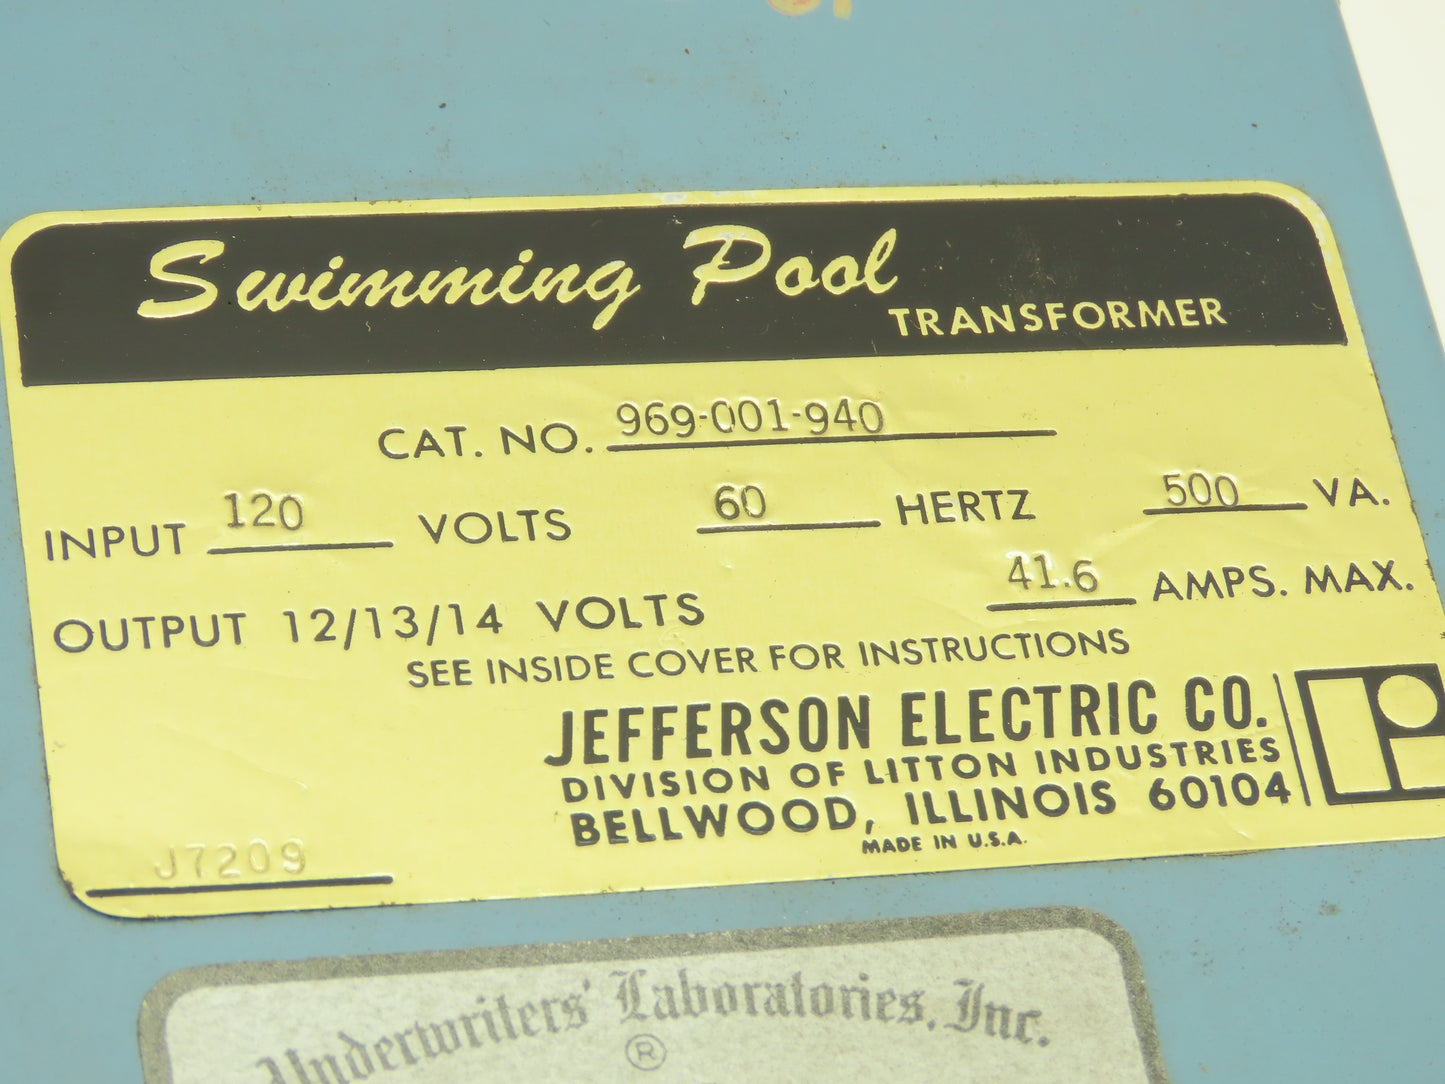 Swimming Pool
TRANSFORMER
CAT. NO. 969-001-940
INPUT 120 VOLTS 60 HERTZ 500 VA.
OUTPUT 12/13/14 VOLTS 41.6 AMPS. MAX.
SEE INSIDE COVER FOR INSTRUCTIONS
JEFFERSON ELECTRIC CO.
DIVISION OF LITTON INDUSTRIES
BELLWOOD, ILLINOIS 60104
MADE IN U.S.A.
J7209
Underwriters' Laboratories, Inc.
®